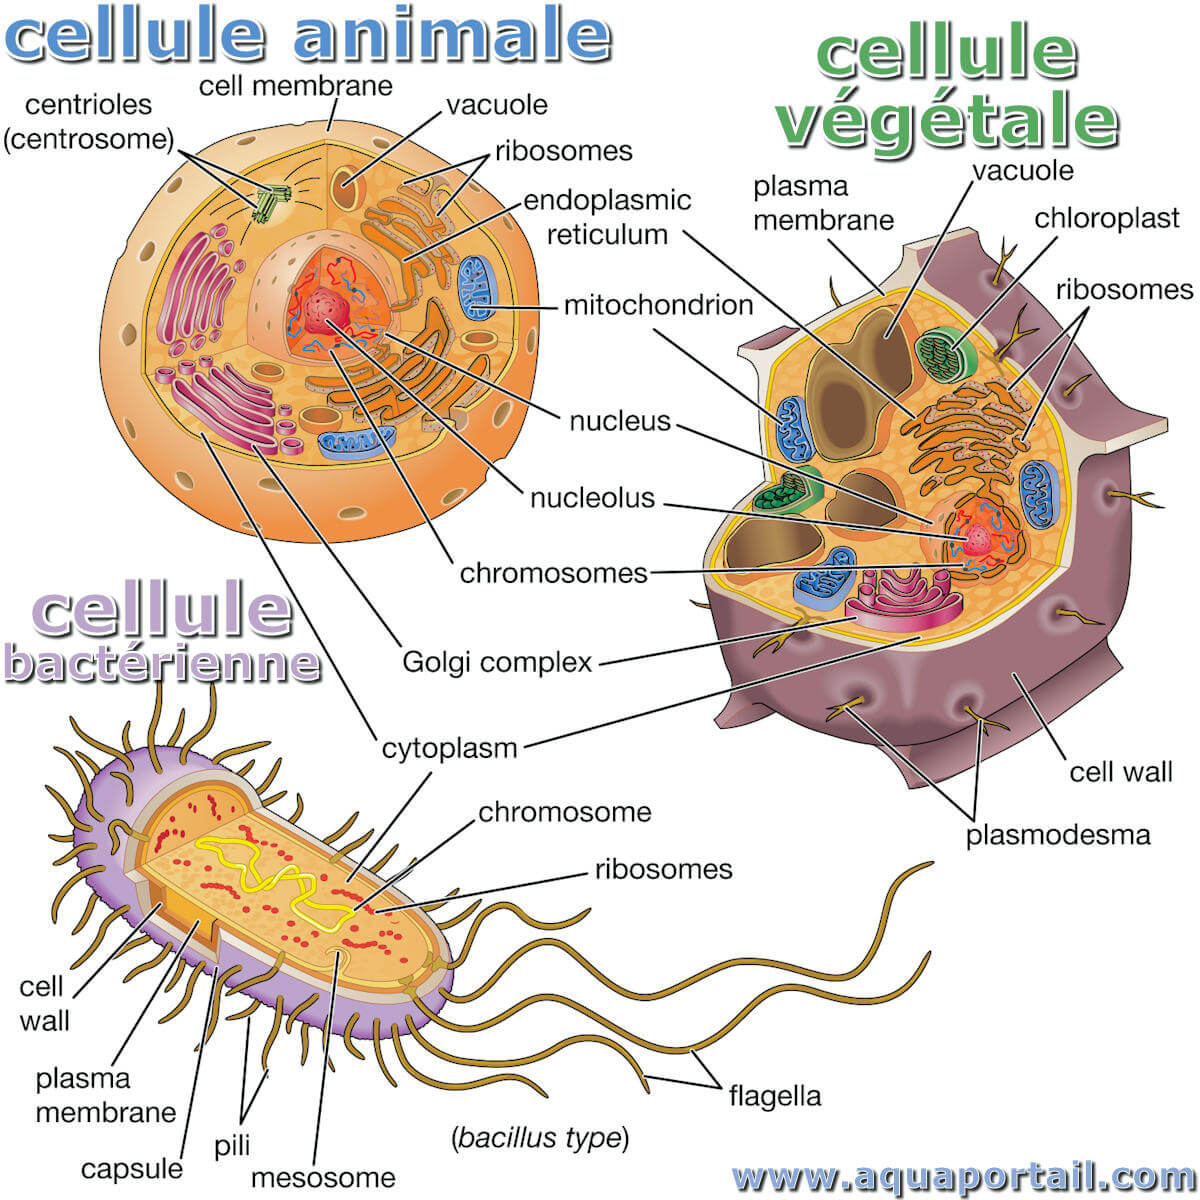 cellule animale
cell membrane
centrioles
(centrosome)
vacuole
ribosomes
endoplasmic
reticulum
mitochondrion
nucleus
nucleolus
chromosomes
Golgi complex
cytoplasm
cellule
végétale
vacuole
plasma
membrane
chloroplast
ribosomes
cell wall
plasmodesma
cellule
bactérienne
chromosome
ribosomes
cell
wall
plasma
membrane
capsule
pili
mesosome
flagella
(bacillus type)
www.aquaportail.com